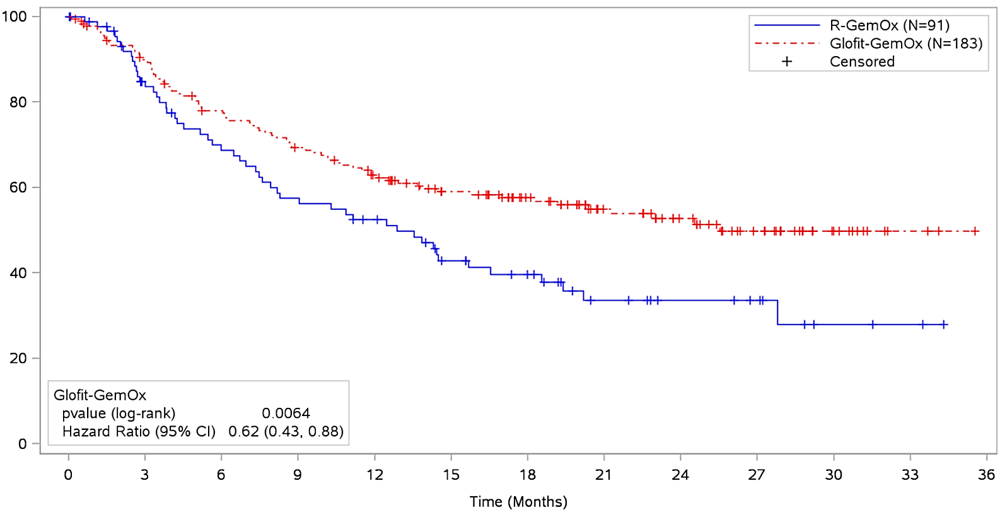 100
80
60
40
20
0
R-GemOx (N=91)
Glofit-GemOx (N=183)
Censored
Glofit-GemOx
pvalue (log-rank) 0.0064
Hazard Ratio (95% CI) 0.62 (0.43, 0.88)
0 3 6 9 12 15 18 21 24 27 30 33 36
Time (Months)